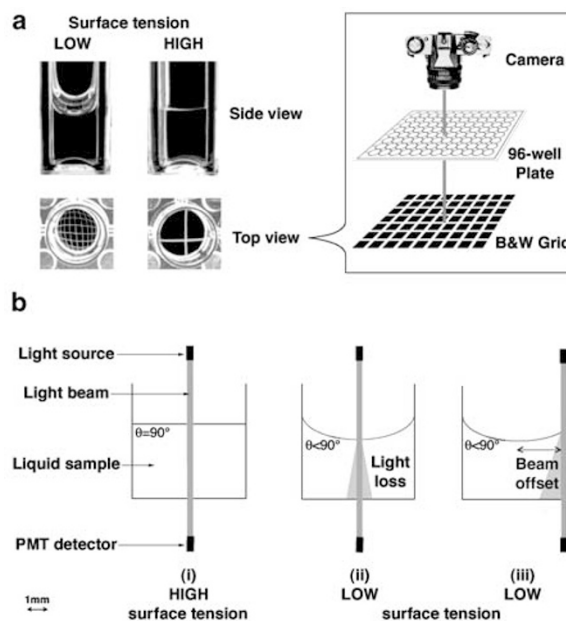 a
Surface tension
LOW HIGH
Side view
Top view
Camera
96-well
Plate
B&W Grid
b
Light source
Light beam
θ=90°
Liquid sample
PMT detector
θ<90°
Light
loss
θ<90°
Beam
offset
(i) (ii) (iii)
HIGH LOW LOW
surface tension surface tension
1mm